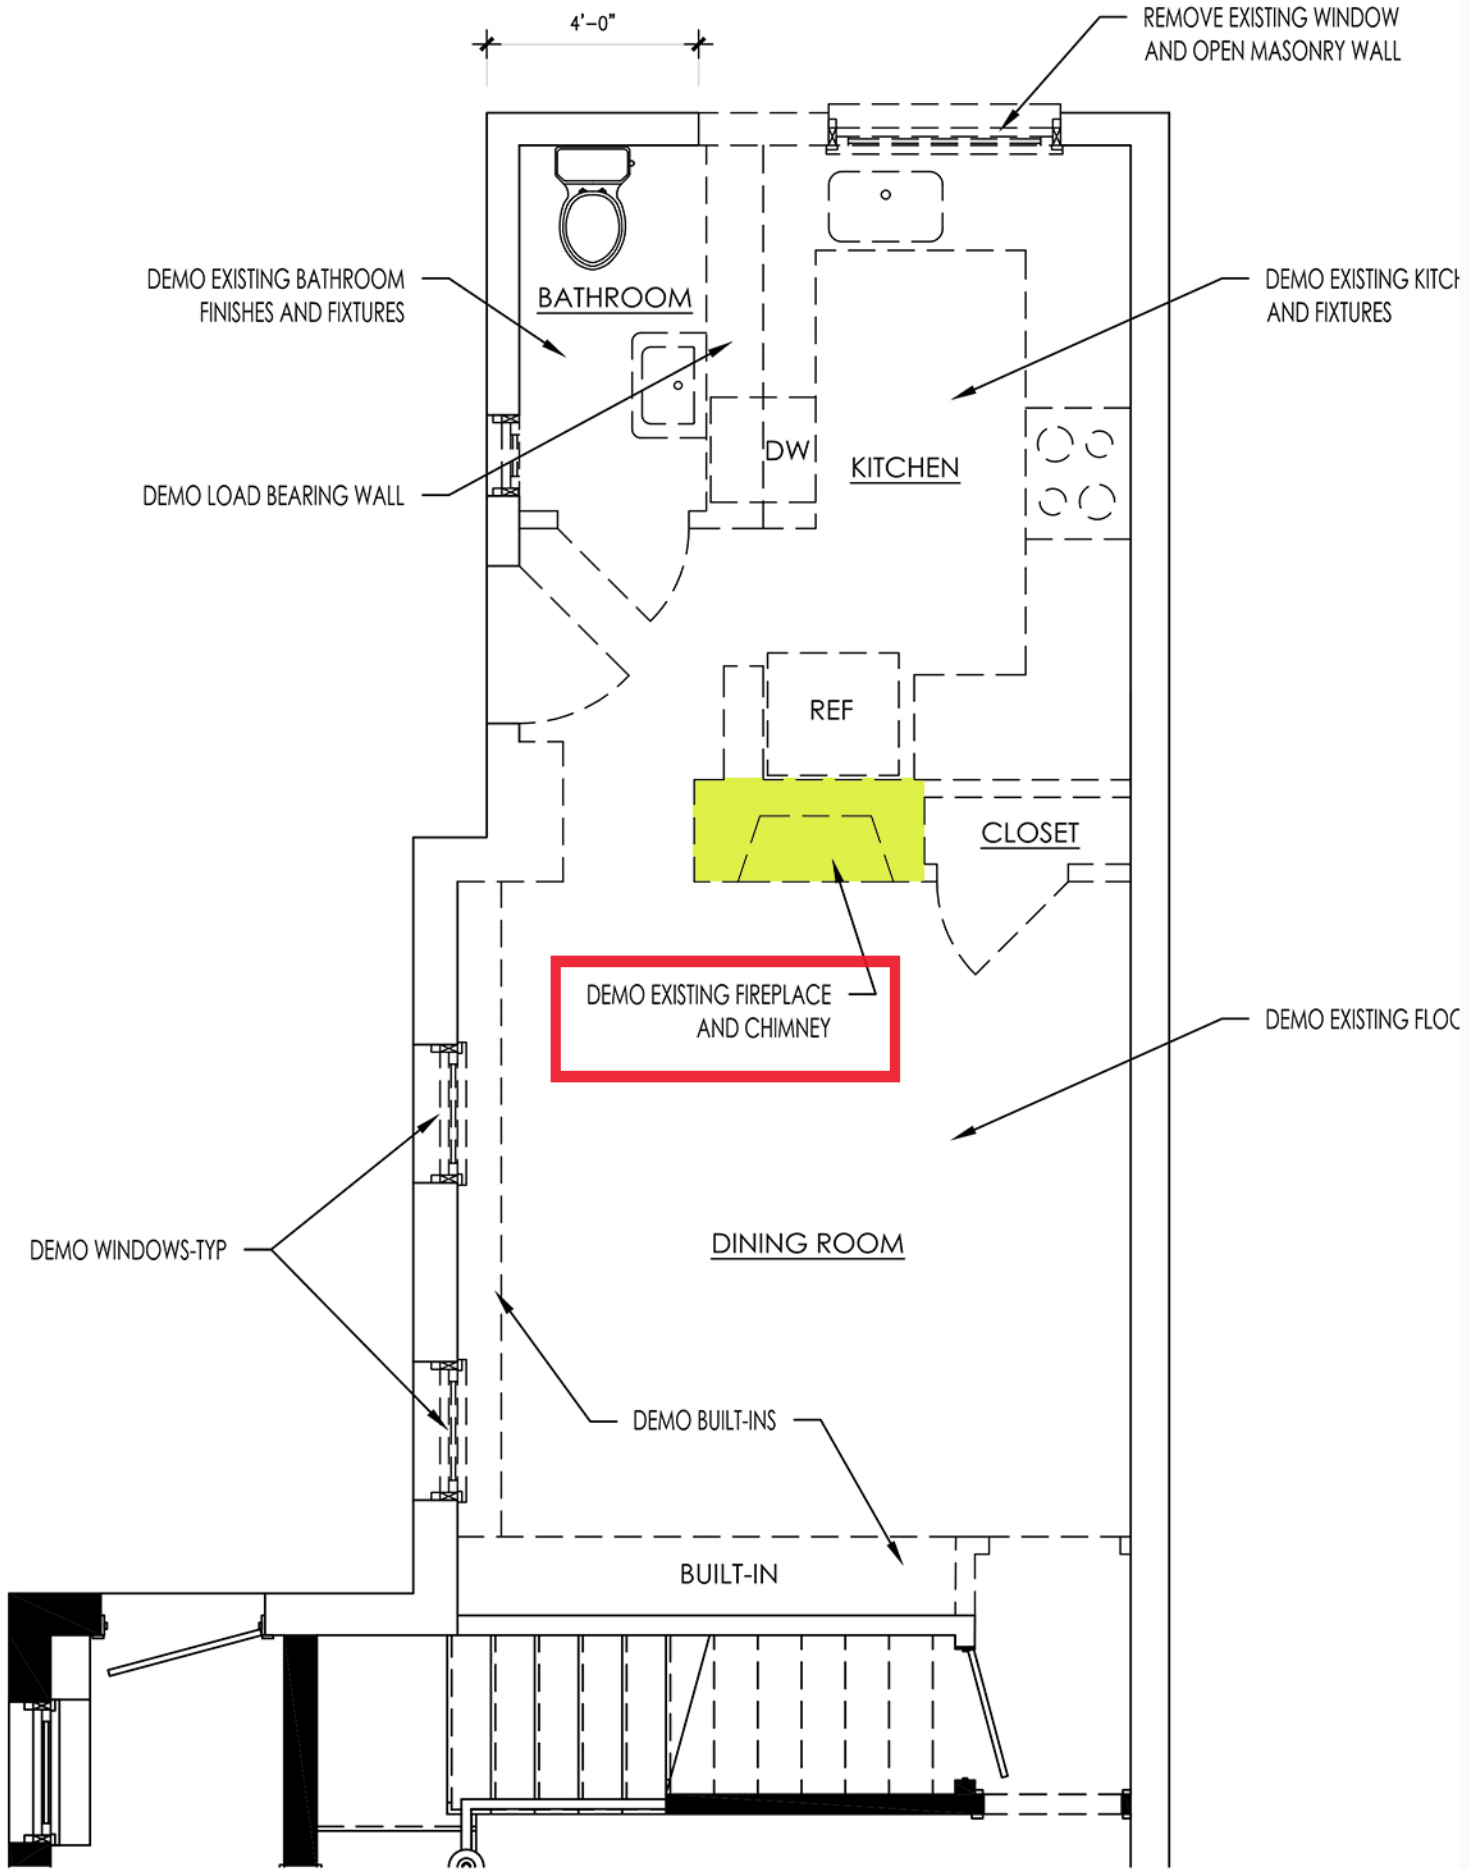 4'-0"
REMOVE EXISTING WINDOW
AND OPEN MASONRY WALL
DEMO EXISTING BATHROOM
FINISHES AND FIXTURES
BATHROOM
DEMO EXISTING KITCH
AND FIXTURES
DW
KITCHEN
DEMO LOAD BEARING WALL
REF
CLOSET
DEMO EXISTING FIREPLACE
AND CHIMNEY
DEMO EXISTING FLOO
DEMO WINDOWS-TYP
DINING ROOM
DEMO BUILT-INS
BUILT-IN